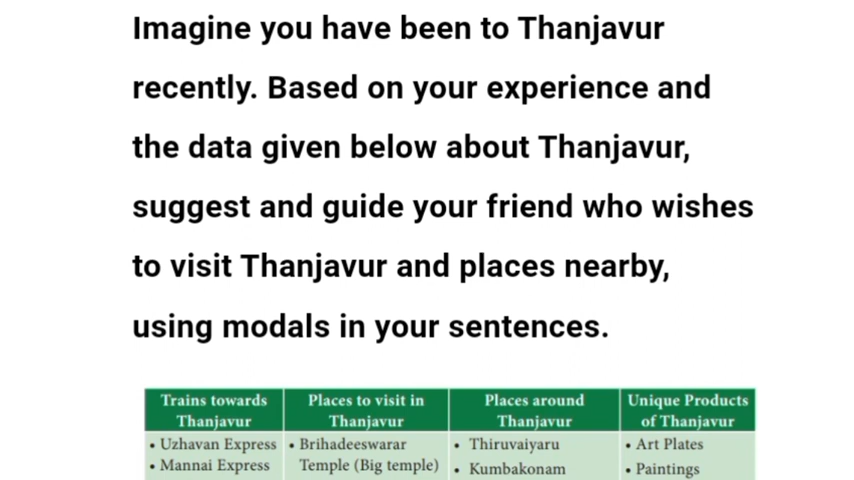 Imagine you have been to Thanjavur
recently. Based on your experience and
the data given below about Thanjavur,
suggest and guide your friend who wishes
to visit Thanjavur and places nearby,
using modals in your sentences.
Trains towards Thanjavur
Places to visit in Thanjavur
Places around Thanjavur
Unique Products of Thanjavur
• Uzhavan Express
• Mannai Express
• Brihadeeswarar
Temple (Big temple)
• Thiruvaiyaru
• Kumbakonam
• Art Plates
• Paintings